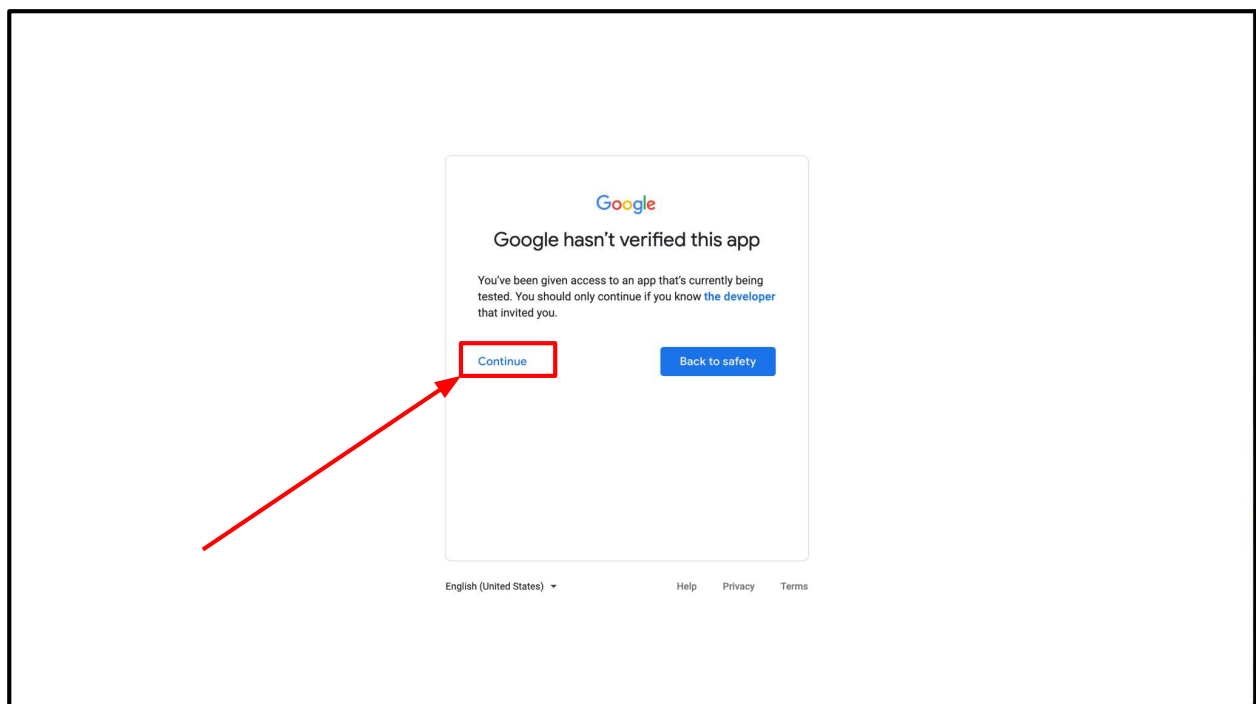 Google
Google hasn't verified this app
You've been given access to an app that's currently being
tested. You should only continue if you know the developer
that invited you.
Continue
Back to safety
English (United States)
Help
Privacy
Terms